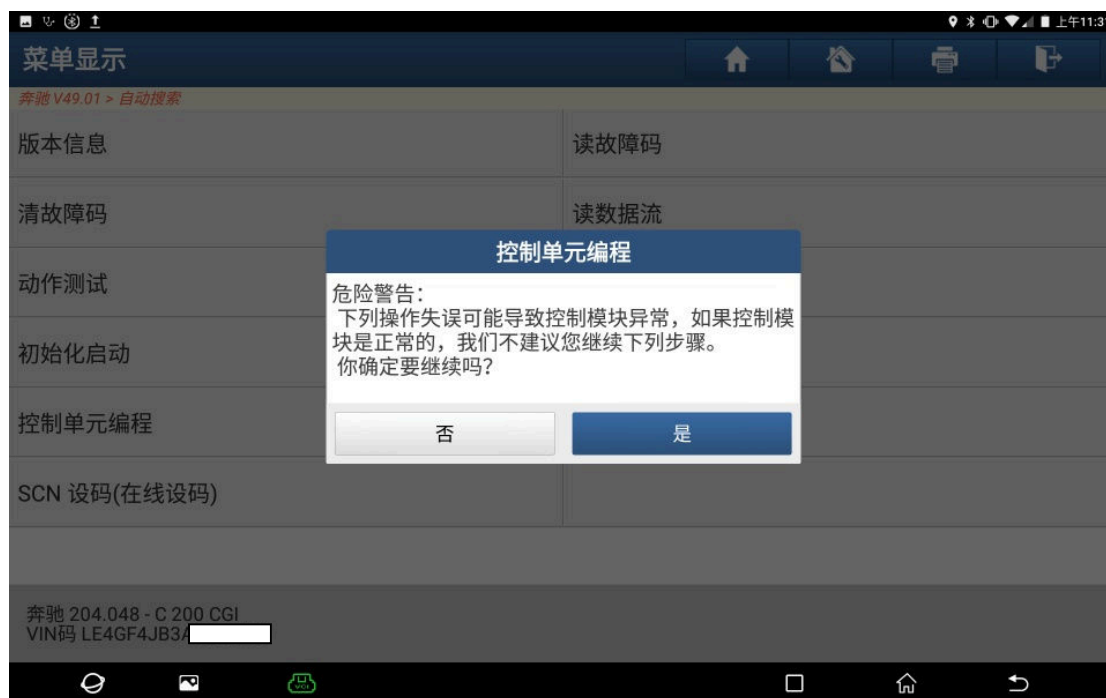 上午11:31
菜单显示
奔驰 V49.01 > 自动搜索
版本信息
读故障码
清故障码
读数据流
控制单元编程
动作测试
危险警告:
下列操作失误可能导致控制模块异常，如果控制模
块是正常的，我们不建议您继续下列步骤。
你确定要继续吗?
初始化启动
控制单元编程
否
是
SCN 设码(在线设码)
奔驰 204.048 - C 200 CGI
VIN码 LE4GF4JB3